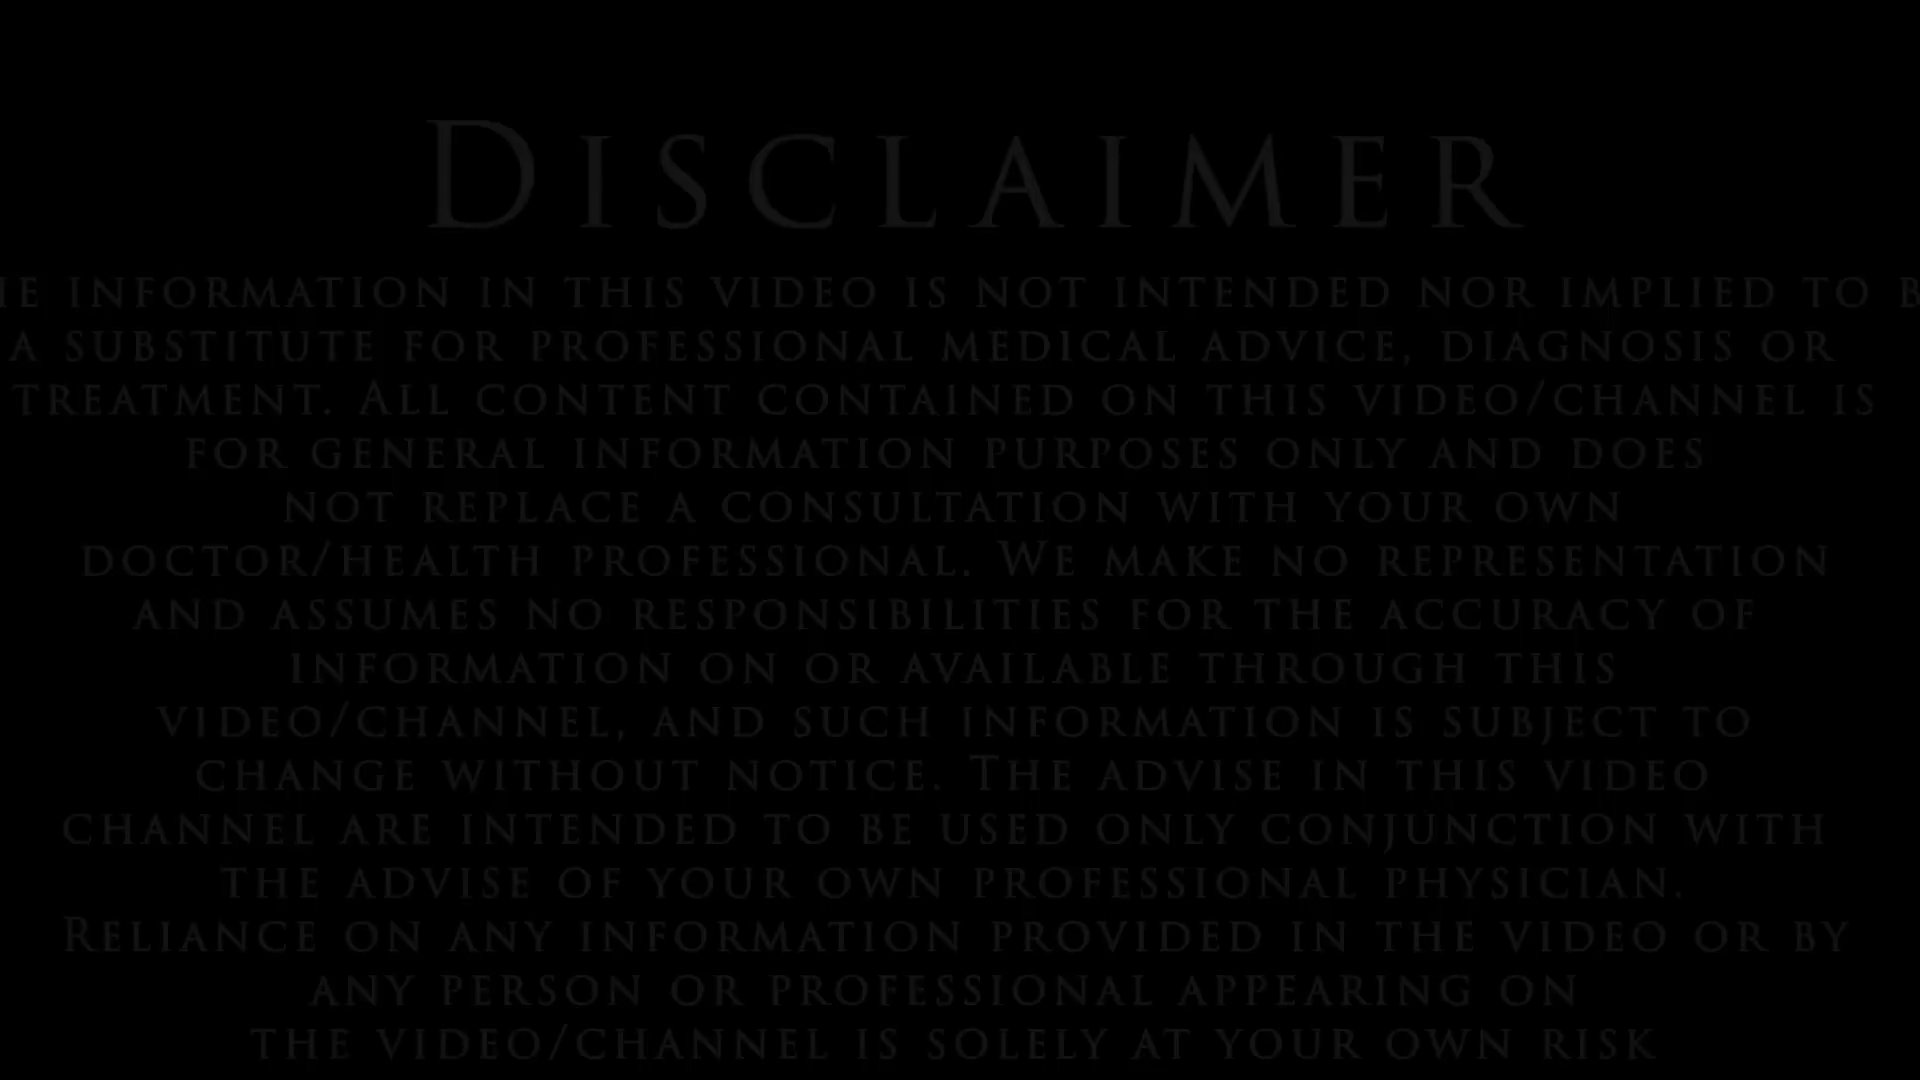 DISCLAIMER
HE INFORMATION IN THIS VIDEO IS NOT INTENDED NOR IMPLIED TO B
A SUBSTITUTE FOR PROFESSIONAL MEDICAL ADVICE, DIAGNOSIS OR
TREATMENT. ALL CONTENT CONTAINED ON THIS VIDEO/CHANNEL IS
FOR GENERAL INFORMATION PURPOSES ONLY AND DOES
NOT REPLACE A CONSULTATION WITH YOUR OWN
DOCTOR/HEALTH PROFESSIONAL. WE MAKE NO REPRESENTATION
AND ASSUMES NO RESPONSIBILITIES FOR THE ACCURACY OF
INFORMATION ON OR AVAILABLE THROUGH THIS
VIDEO/CHANNEL, AND SUCH INFORMATION IS SUBJECT TO
CHANGE WITHOUT NOTICE. THE ADVISE IN THIS VIDEO
CHANNEL ARE INTENDED TO BE USED ONLY CONJUNCTION WITH
THE ADVISE OF YOUR OWN PROFESSIONAL PHYSICIAN.
RELIANCE ON ANY INFORMATION PROVIDED IN THE VIDEO OR BY
ANY PERSON OR PROFESSIONAL APPEARING ON
THE VIDEO/CHANNEL IS SOLELY AT YOUR OWN RISK